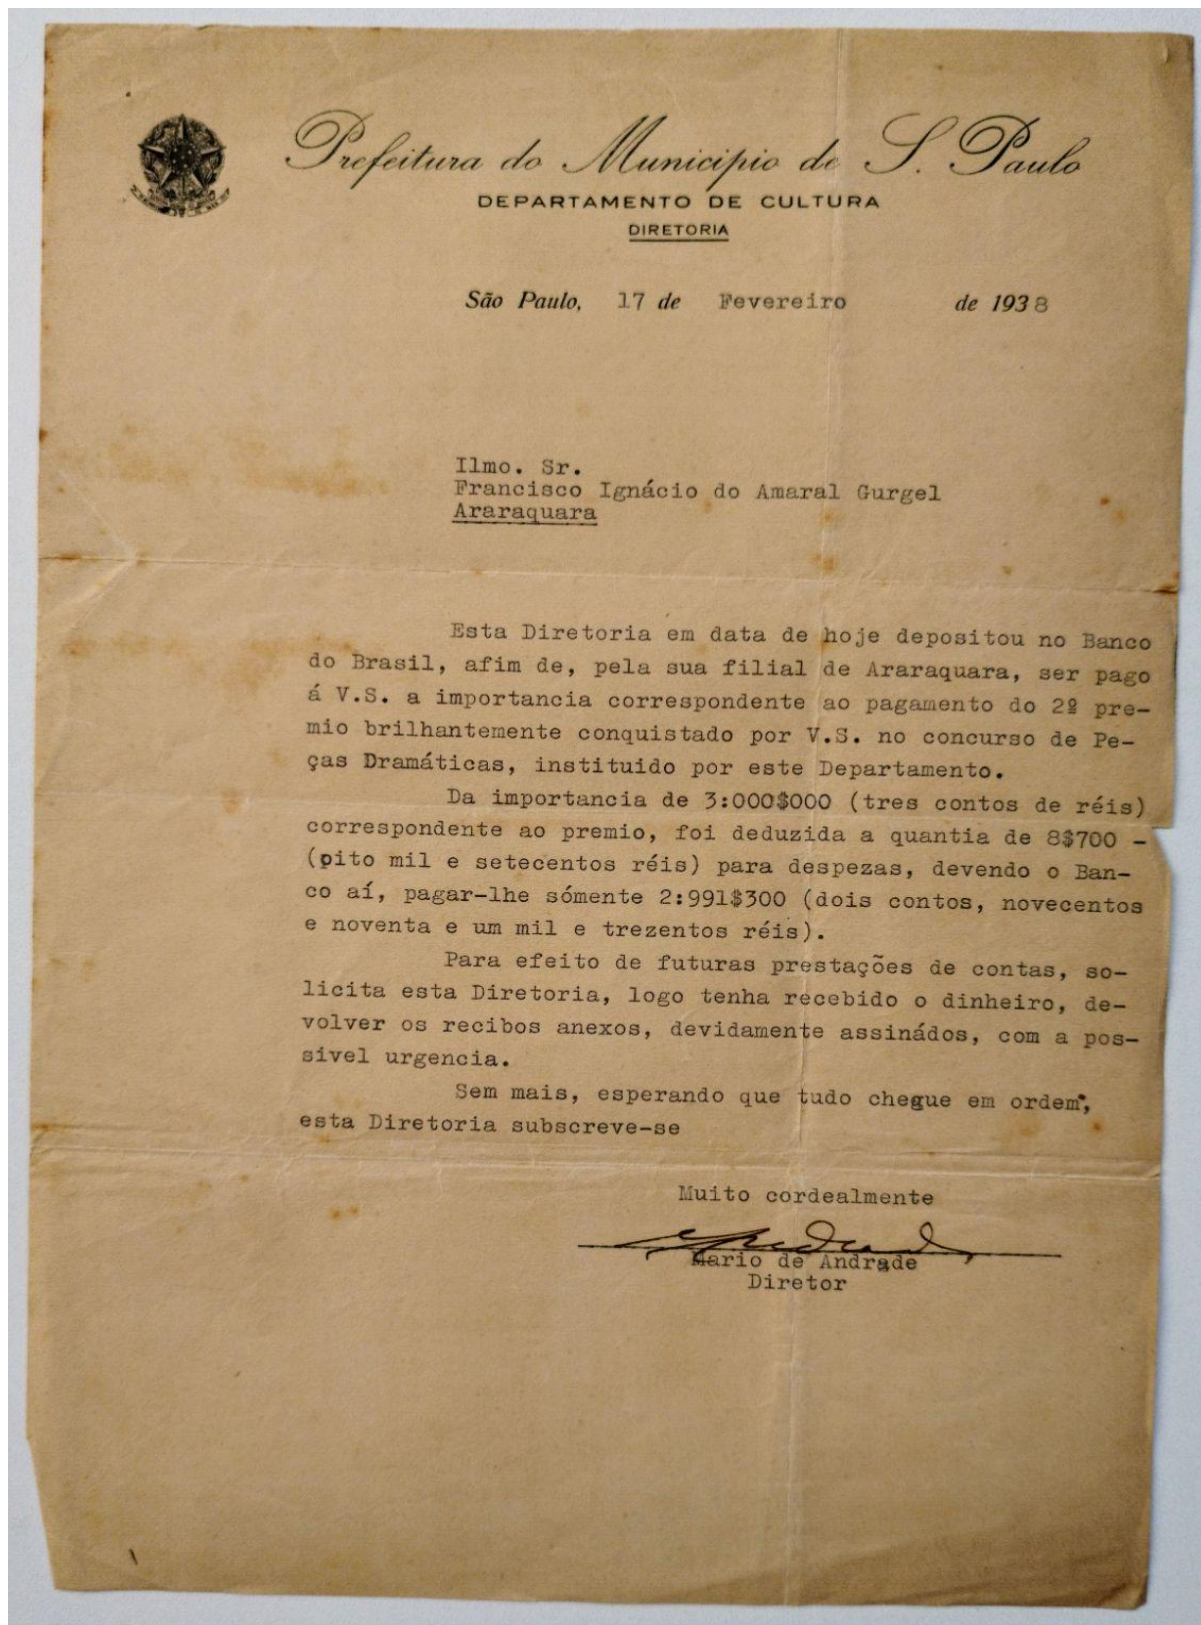 Prefeitura do Municipio de S. Paulo
DEPARTAMENTO DE CULTURA
DIRETORIA
São Paulo, 17 de Fevereiro de 1938
Ilmo. Sr.
Francisco Ignácio do Amaral Gurgel
Araraquara
Esta Diretoria em data de hoje depositou no Banco
do Brasil, afim de, pela sua filial de Araraquara, ser pago
á V.S. a importancia correspondente ao pagamento do 2º pre-
mio brilhantemente conquistado por V.S. no concurso de Pe-
ças Dramáticas, instituido por este Departamento.
Da importancia de 3:000$000 (tres contos de réis)
correspondente ao premio, foi deduzida a quantia de 8$700 -
(pito mil e setecentos réis) para despezas, devendo o Ban-
co aí, pagar-lhe sómente 2:991$300 (dois contos, novecentos
e noventa e um mil e trezentos réis).
Para efeito de futuras prestações de contas, so-
licita esta Diretoria, logo tenha recebido o dinheiro, de-
volver os recibos anexos, devidamente assinádos, com a pos-
sivel urgencia.
Sem mais, esperando que tudo chegue em ordem",
esta Diretoria subscreve-se
Muito cordealmente
Mario de Andrade
Diretor